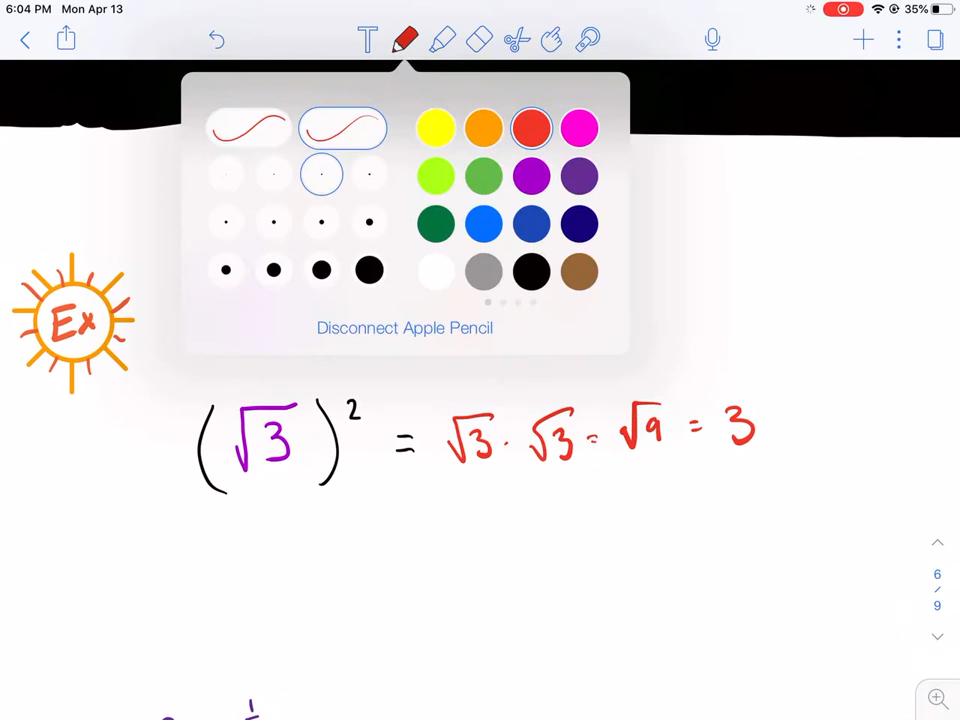 6:04 PM Mon Apr 13 35%
T
Disconnect Apple Pencil
Ex
(√3)² = √3 · √3 = √9 = 3
6
/
9
1